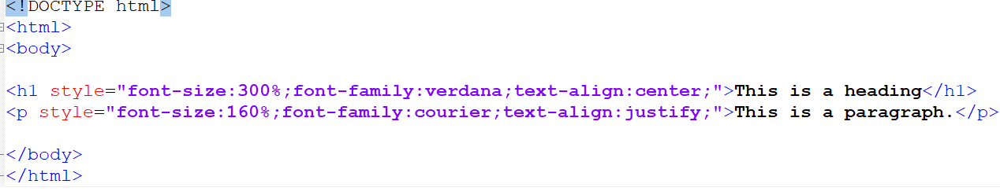 <!DOCTYPE html>
<html>
<body>
<h1 style="font-size:300%;font-family:verdana;text-align:center;">This is a heading</h1>
<p style="font-size:160%;font-family:courier;text-align:justify;">This is a paragraph.</p>
</body>
</html>